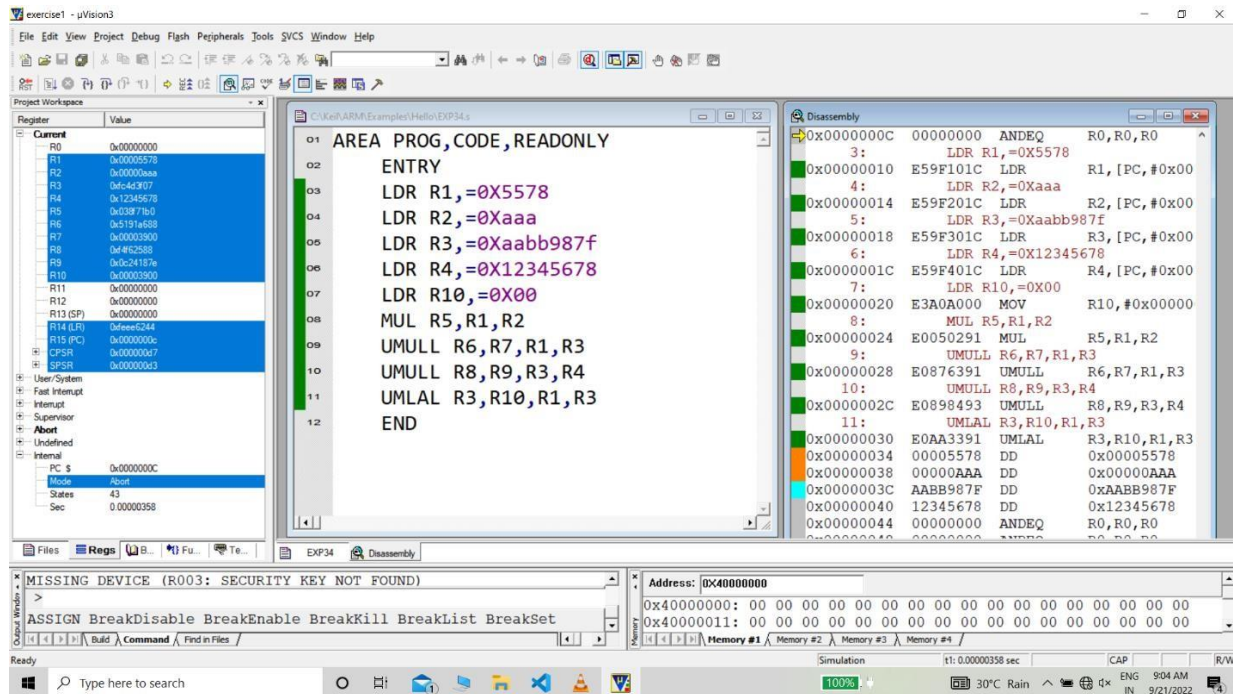 exercise1 - µVision3
File Edit View Project Debug Flash Peripherals Tools SVCS Window Help
Project Workspace
Register Value
Current
R0 0x00000000
R1 0x00005578
R2 0x00000aaa
R3 0xfc4d3f07
R4 0x12345678
R5 0x038f71b0
R6 0x5191a688
R7 0x00003900
R8 0xf4f62588
R9 0x0c24187e
R10 0x00003900
R11 0x00000000
R12 0x00000000
R13 (SP) 0x00000000
R14 (LR) 0xfeee6244
R15 (PC) 0x0000000c
CPSR 0x000000d7
SPSR 0x000000d3
User/System
Fast Interrupt
Interrupt
Supervisor
Abort
Undefined
Internal
PC $ 0x0000000C
Mode Abort
States 43
Sec 0.00000358
Files Regs B... Fu... Te...
C:\Keil\ARM\Examples\Hello\EXP34.s
01 AREA PROG,CODE,READONLY
02 ENTRY
03 LDR R1,=0X5578
04 LDR R2,=0Xaaa
05 LDR R3,=0Xaabb987f
06 LDR R4,=0X12345678
07 LDR R10,=0X00
08 MUL R5,R1,R2
09 UMULL R6,R7,R1,R3
10 UMULL R8,R9,R3,R4
11 UMLAL R3,R10,R1,R3
12 END
EXP34 Disassembly
Disassembly
0x0000000C 00000000 ANDEQ R0,R0,R0
3: LDR R1,=0X5578
0x00000010 E59F101C LDR R1,[PC,#0x00
4: LDR R2,=0Xaaa
0x00000014 E59F201C LDR R2,[PC,#0x00
5: LDR R3,=0Xaabb987f
0x00000018 E59F301C LDR R3,[PC,#0x00
6: LDR R4,=0X12345678
0x0000001C E59F401C LDR R4,[PC,#0x00
7: LDR R10,=0X00
0x00000020 E3A0A000 MOV R10,#0x00000
8: MUL R5,R1,R2
0x00000024 E0050291 MUL R5,R1,R2
9: UMULL R6,R7,R1,R3
0x00000028 E0876391 UMULL R6,R7,R1,R3
10: UMULL R8,R9,R3,R4
0x0000002C E0898493 UMULL R8,R9,R3,R4
11: UMLAL R3,R10,R1,R3
0x00000030 E0AA3391 UMLAL R3,R10,R1,R3
0x00000034 00005578 DD 0x00005578
0x00000038 00000AAA DD 0x00000AAA
0x0000003C AABB987F DD 0xAABB987F
0x00000040 12345678 DD 0x12345678
0x00000044 00000000 ANDEQ R0,R0,R0
Output Window
MISSING DEVICE (R003: SECURITY KEY NOT FOUND)
>
ASSIGN BreakDisable BreakEnable BreakKill BreakList BreakSet
Build Command Find in Files
Memory
Address: 0X40000000
0x40000000: 00 00 00 00 00 00 00 00 00 00 00 00 00 00 00 00 00
0x40000011: 00 00 00 00 00 00 00 00 00 00 00 00 00 00 00 00 00
Memory #1 Memory #2 Memory #3 Memory #4
Ready Simulation t1: 0.00000358 sec CAP R/W
Type here to search
100% 30°C Rain ENG IN 9:04 AM 9/21/2022